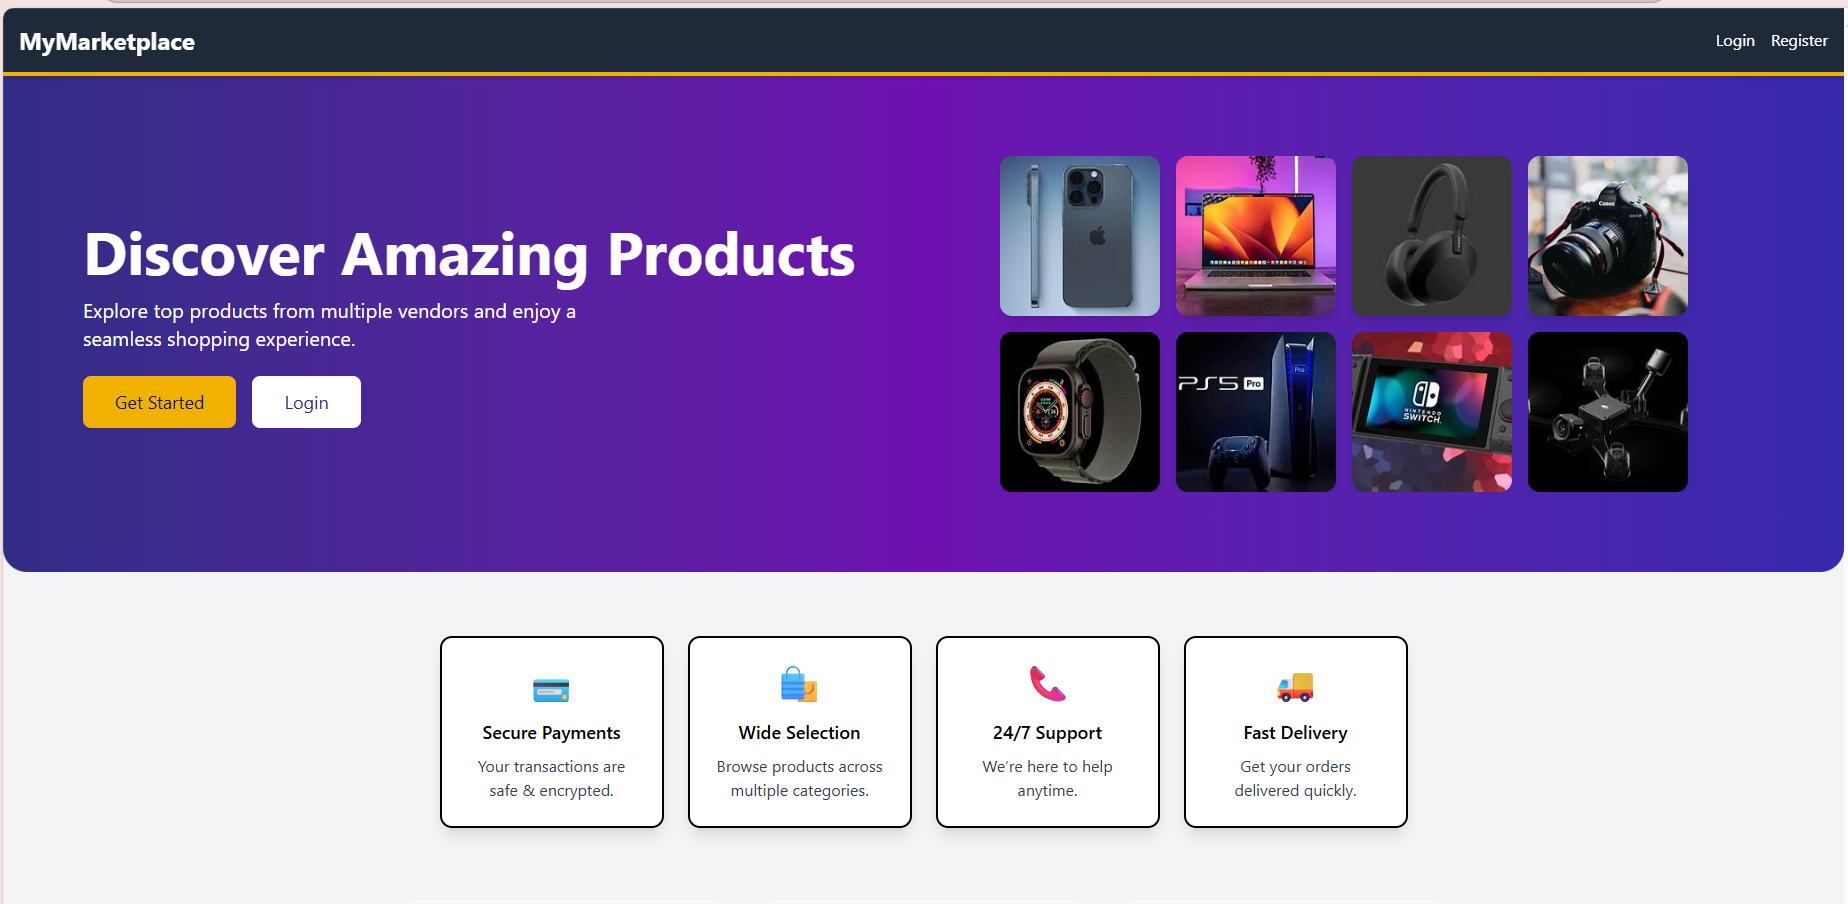 MyMarketplace
Login
Register
Discover Amazing Products
Explore top products from multiple vendors and enjoy a
seamless shopping experience.
Get Started
Login
Canon
PS5 Pro
Pro
NINTENDO
SWITCH
Secure Payments
Your transactions are
safe & encrypted.
Wide Selection
Browse products across
multiple categories.
24/7 Support
We're here to help
anytime.
Fast Delivery
Get your orders
delivered quickly.